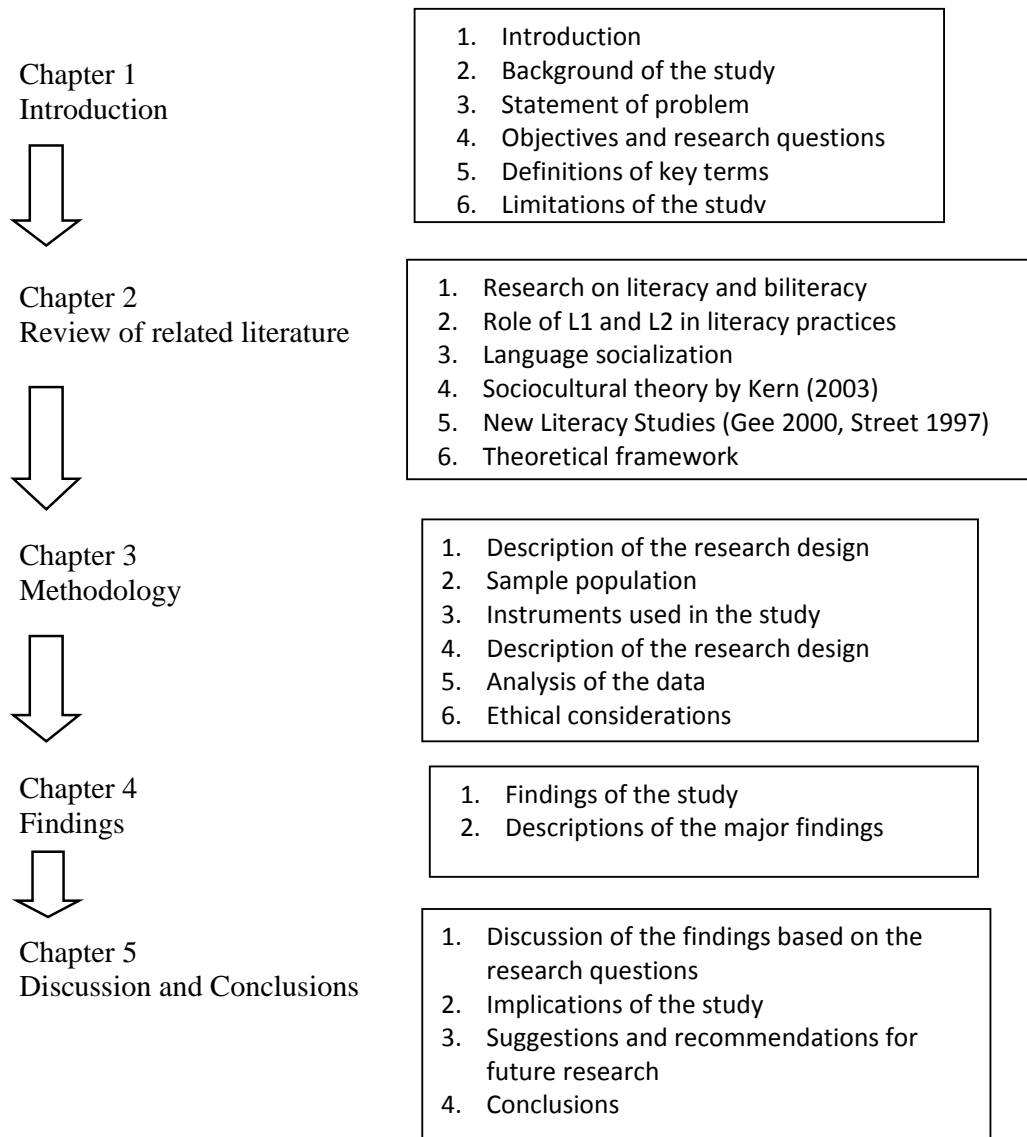 Chapter 1
Introduction
1. Introduction
2. Background of the study
3. Statement of problem
4. Objectives and research questions
5. Definitions of key terms
6. Limitations of the study
Chapter 2
Review of related literature
1. Research on literacy and biliteracy
2. Role of L1 and L2 in literacy practices
3. Language socialization
4. Sociocultural theory by Kern (2003)
5. New Literacy Studies (Gee 2000, Street 1997)
6. Theoretical framework
Chapter 3
Methodology
1. Description of the research design
2. Sample population
3. Instruments used in the study
4. Description of the research design
5. Analysis of the data
6. Ethical considerations
Chapter 4
Findings
1. Findings of the study
2. Descriptions of the major findings
Chapter 5
Discussion and Conclusions
1. Discussion of the findings based on the
research questions
2. Implications of the study
3. Suggestions and recommendations for
future research
4. Conclusions